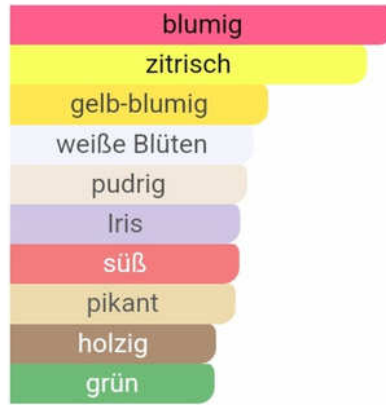 blumig
zitrisch
gelb-blumig
weiße Blüten
pudrig
Iris
süß
pikant
holzig
grün